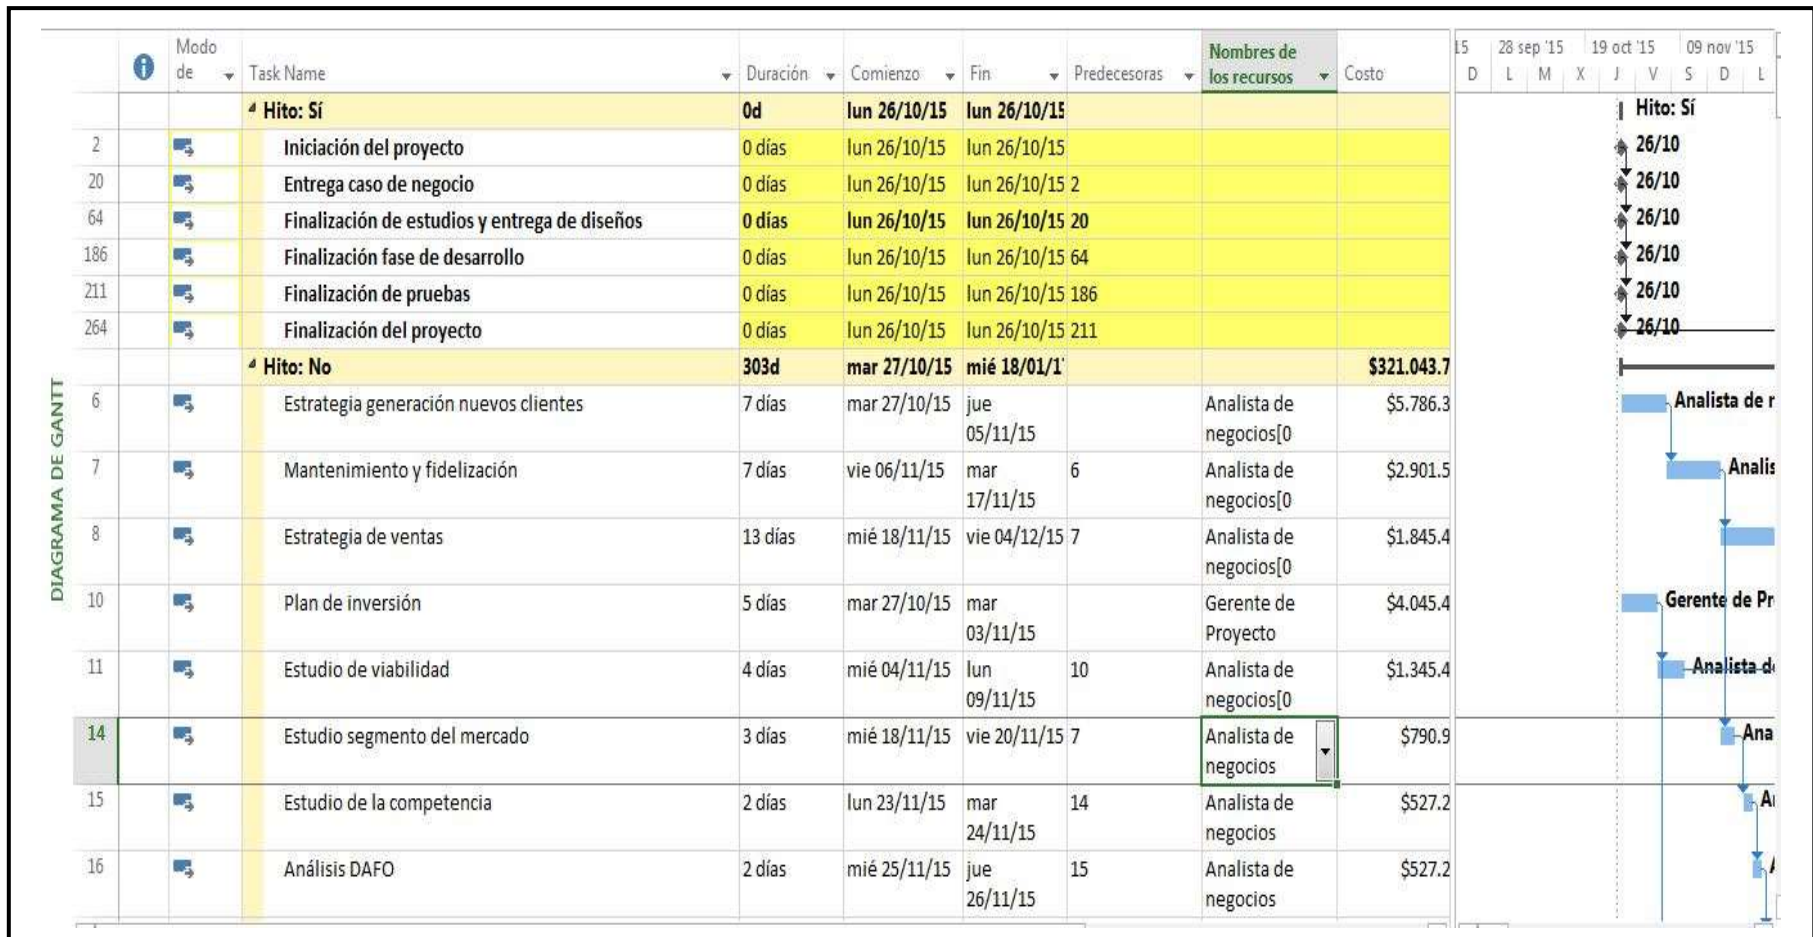 DIAGRAMA DE GANTT
Modo de
Task Name
Duración
Comienzo
Fin
Predecesoras
Nombres de los recursos
Costo
15 28 sep '15 19 oct '15 09 nov '15
D L M X J V S D L
Hito: Sí 0d lun 26/10/15 lun 26/10/15 Hito: Sí
2 Iniciación del proyecto 0 días lun 26/10/15 lun 26/10/15 26/10
20 Entrega caso de negocio 0 días lun 26/10/15 lun 26/10/15 2 26/10
64 Finalización de estudios y entrega de diseños 0 días lun 26/10/15 lun 26/10/15 20 26/10
186 Finalización fase de desarrollo 0 días lun 26/10/15 lun 26/10/15 64 26/10
211 Finalización de pruebas 0 días lun 26/10/15 lun 26/10/15 186 26/10
264 Finalización del proyecto 0 días lun 26/10/15 lun 26/10/15 211 26/10
Hito: No 303d mar 27/10/15 mié 18/01/1 $321.043.7
6 Estrategia generación nuevos clientes 7 días mar 27/10/15 jue 05/11/15 Analista de negocios[0 $5.786.3 Analista de
7 Mantenimiento y fidelización 7 días vie 06/11/15 mar 17/11/15 6 Analista de negocios[0 $2.901.5 Analis
8 Estrategia de ventas 13 días mié 18/11/15 vie 04/12/15 7 Analista de negocios[0 $1.845.4
10 Plan de inversión 5 días mar 27/10/15 mar 03/11/15 Gerente de Proyecto $4.045.4 Gerente de Pr
11 Estudio de viabilidad 4 días mié 04/11/15 lun 09/11/15 10 Analista de negocios[0 $1.345.4 Analista de
14 Estudio segmento del mercado 3 días mié 18/11/15 vie 20/11/15 7 Analista de negocios $790.9 Ana
15 Estudio de la competencia 2 días lun 23/11/15 mar 24/11/15 14 Analista de negocios $527.2
16 Análisis DAFO 2 días mié 25/11/15 jue 26/11/15 15 Analista de negocios $527.2